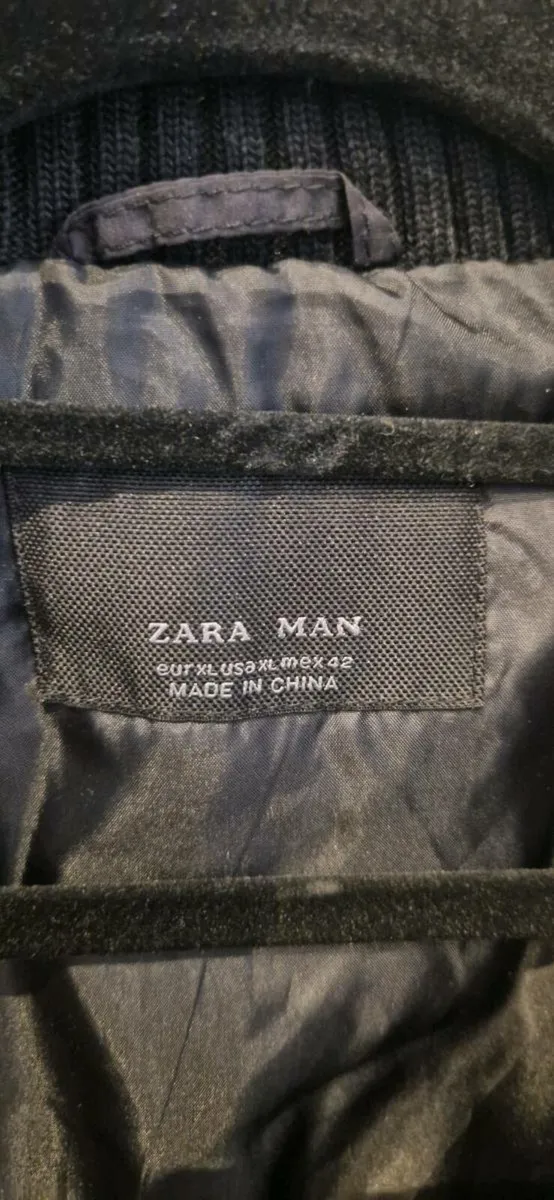 ZARA MAN
eur XL usa XL mex 42
MADE IN CHINA